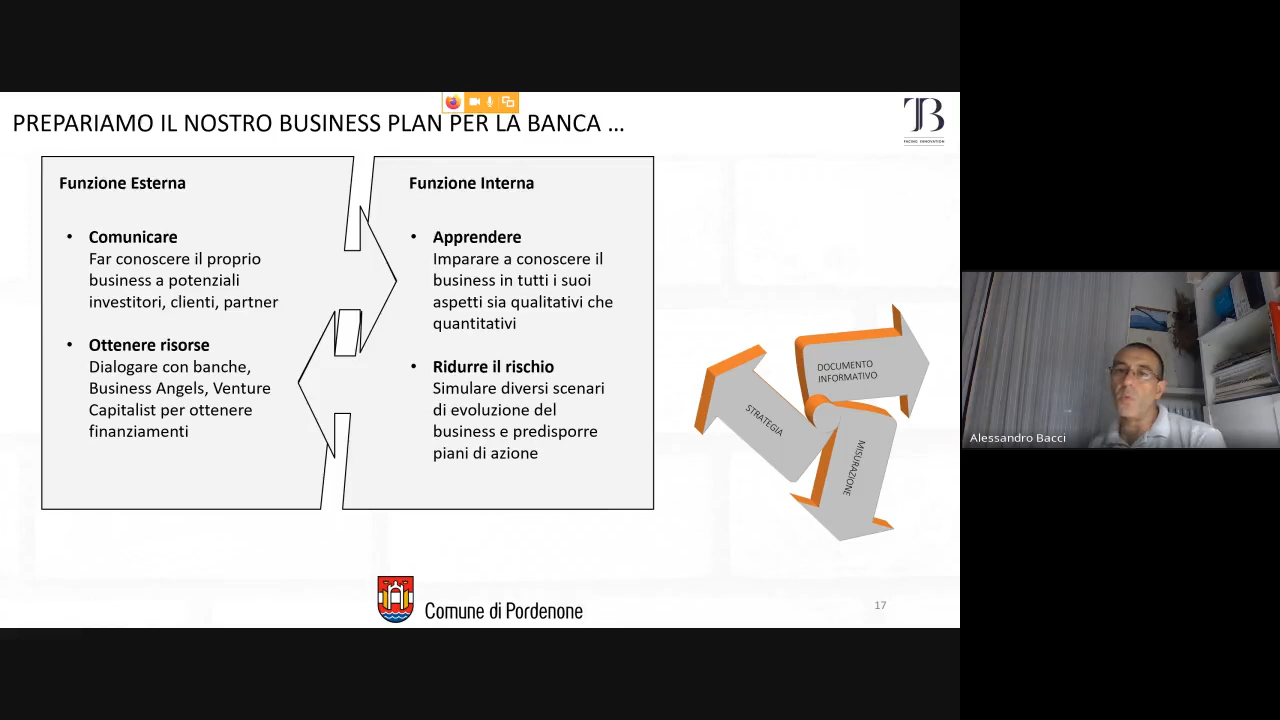 PREPARIAMO IL NOSTRO BUSINESS PLAN PER LA BANCA ...
TB
FACING INNOVATION
Funzione Esterna
• Comunicare
Far conoscere il proprio
business a potenziali
investitori, clienti, partner
• Ottenere risorse
Dialogare con banche,
Business Angels, Venture
Capitalist per ottenere
finanziamenti
Funzione Interna
• Apprendere
Imparare a conoscere il
business in tutti i suoi
aspetti sia qualitativi che
quantitativi
• Ridurre il rischio
Simulare diversi scenari
di evoluzione del
business e predisporre
piani di azione
DOCUMENTO
INFORMATIVO
STRATEGIA
MISURAZIONE
Comune di Pordenone
17
Alessandro Bacci